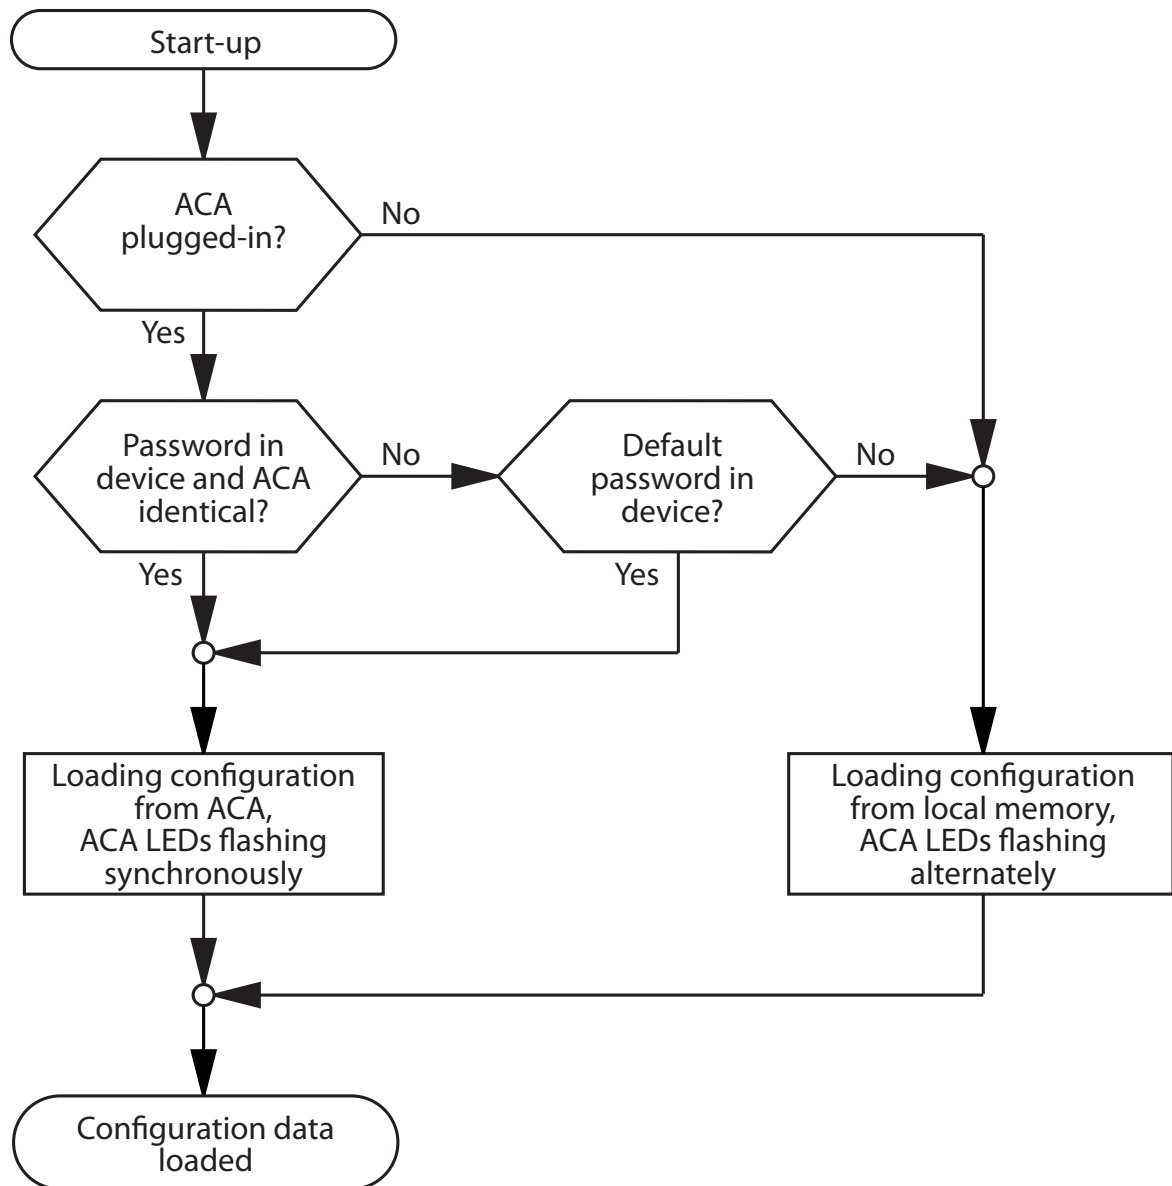 Start-up
ACA
plugged-in?
No
Yes
Password in
device and ACA
identical?
No
Default
password in
device?
No
Yes
Yes
Loading configuration
from ACA,
ACA LEDs flashing
synchronously
Loading configuration
from local memory,
ACA LEDs flashing
alternately
Configuration data
loaded